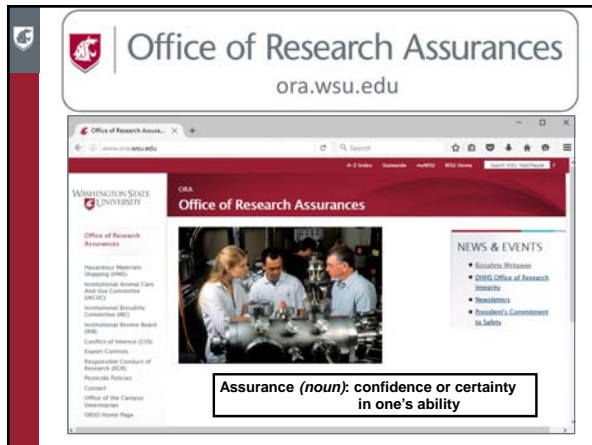 Office of Research Assurances
ora.wsu.edu
Office of Research Assura...
www.ora.wsu.edu
Search
A-Z Index Statewide myWSU WSU Home Search WSU Web/People
WASHINGTON STATE
UNIVERSITY
ORA
Office of Research Assurances
Office of Research
Assurances
Hazardous Materials
Shipping (HMS)
Institutional Animal Care
And Use Committee
(IACUC)
Institutional Biosafety
Committee (IBC)
Institutional Review Board
(IRB)
Conflict of Interest (COI)
Export Controls
Responsible Conduct of
Research (RCR)
Pesticide Policies
Contact
Office of the Campus
Veterinarian
ORSO Home Page
NEWS & EVENTS
Biosafety Webpage
DHHS Office of Research
Integrity
Newsletters
President's Commitment
to Safety
Assurance (noun): confidence or certainty
in one's ability